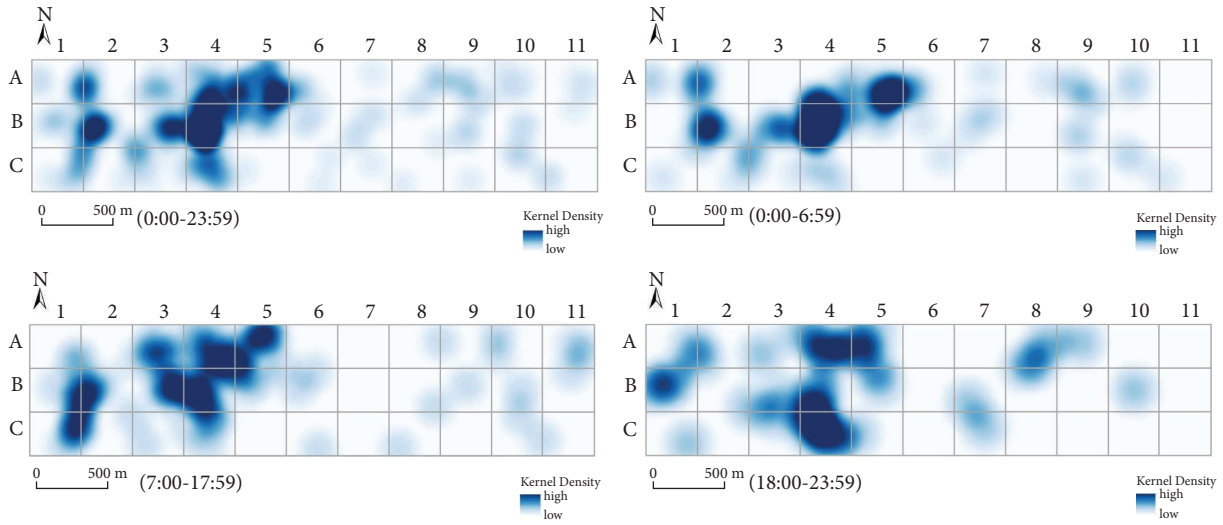 N
1 2 3 4 5 6 7 8 9 10 11
A
B
C
0 500 m (0:00-23:59)
Kernel Density
high
low
N
1 2 3 4 5 6 7 8 9 10 11
A
B
C
0 500 m (0:00-6:59)
Kernel Density
high
low
N
1 2 3 4 5 6 7 8 9 10 11
A
B
C
0 500 m (7:00-17:59)
Kernel Density
high
low
N
1 2 3 4 5 6 7 8 9 10 11
A
B
C
0 500 m (18:00-23:59)
Kernel Density
high
low